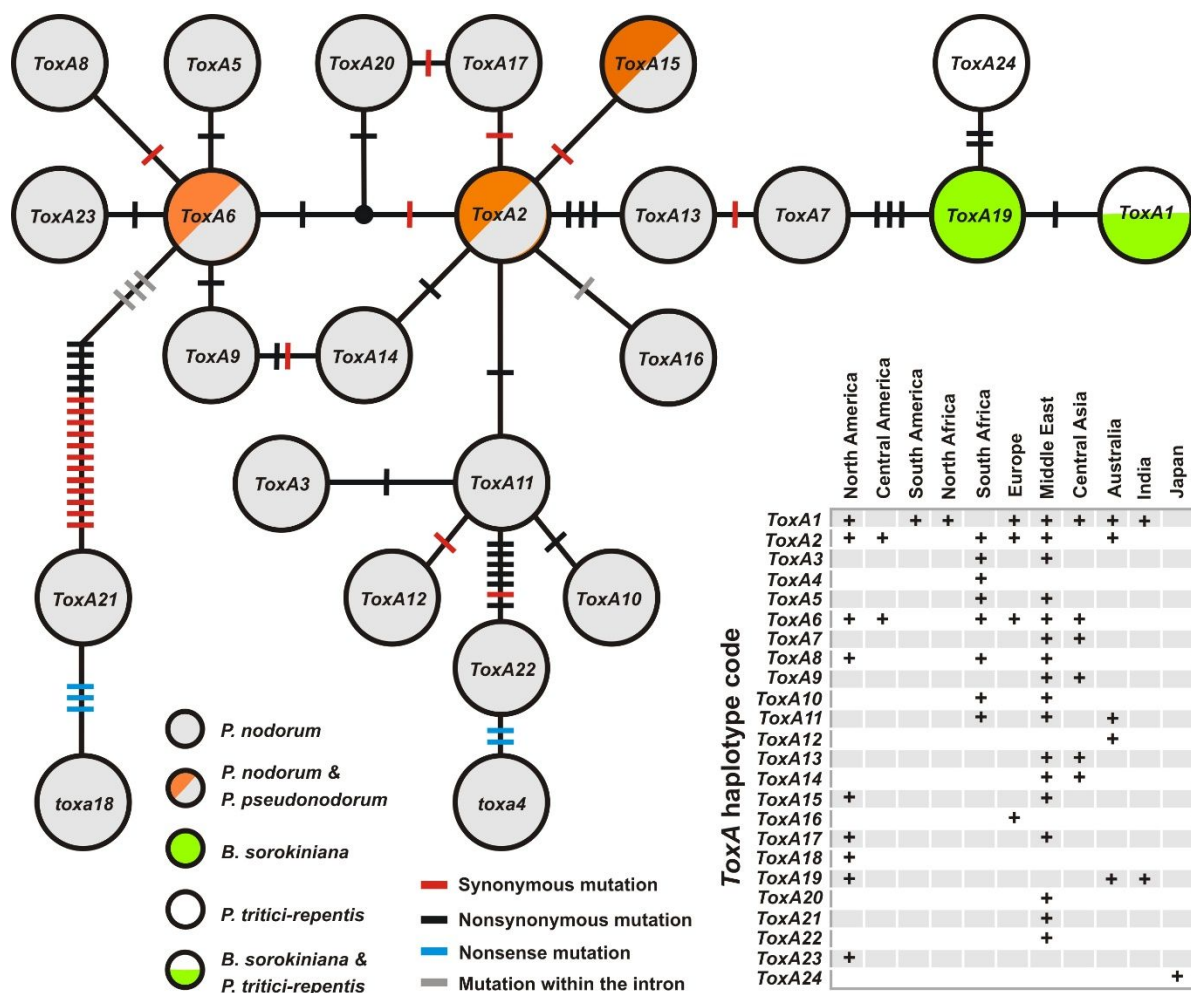 ToxA8
ToxA5
ToxA20
ToxA17
ToxA15
ToxA24
ToxA23
ToxA6
ToxA2
ToxA13
ToxA7
ToxA19
ToxA1
ToxA9
ToxA14
ToxA16
ToxA3
ToxA11
ToxA21
ToxA12
ToxA10
ToxA22
toxa18
toxa4
P. nodorum
P. nodorum &
P. pseudonodorum
B. sorokiniana
P. tritici-repentis
B. sorokiniana &
P. tritici-repentis
Synonymous mutation
Nonsynonymous mutation
Nonsense mutation
Mutation within the intron
North America
Central America
South America
North Africa
South Africa
Europe
Middle East
Central Asia
Australia
India
Japan
ToxA haplotype code
ToxA1 + + + + + + + +
ToxA2 + + + + + +
ToxA3 + +
ToxA4 +
ToxA5 + +
ToxA6 + + + + + +
ToxA7 + +
ToxA8 + + +
ToxA9 + +
ToxA10 + +
ToxA11 + + +
ToxA12 +
ToxA13 + +
ToxA14 + +
ToxA15 + +
ToxA16 +
ToxA17 + +
ToxA18 +
ToxA19 + + +
ToxA20 +
ToxA21 +
ToxA22 +
ToxA23 +
ToxA24 +